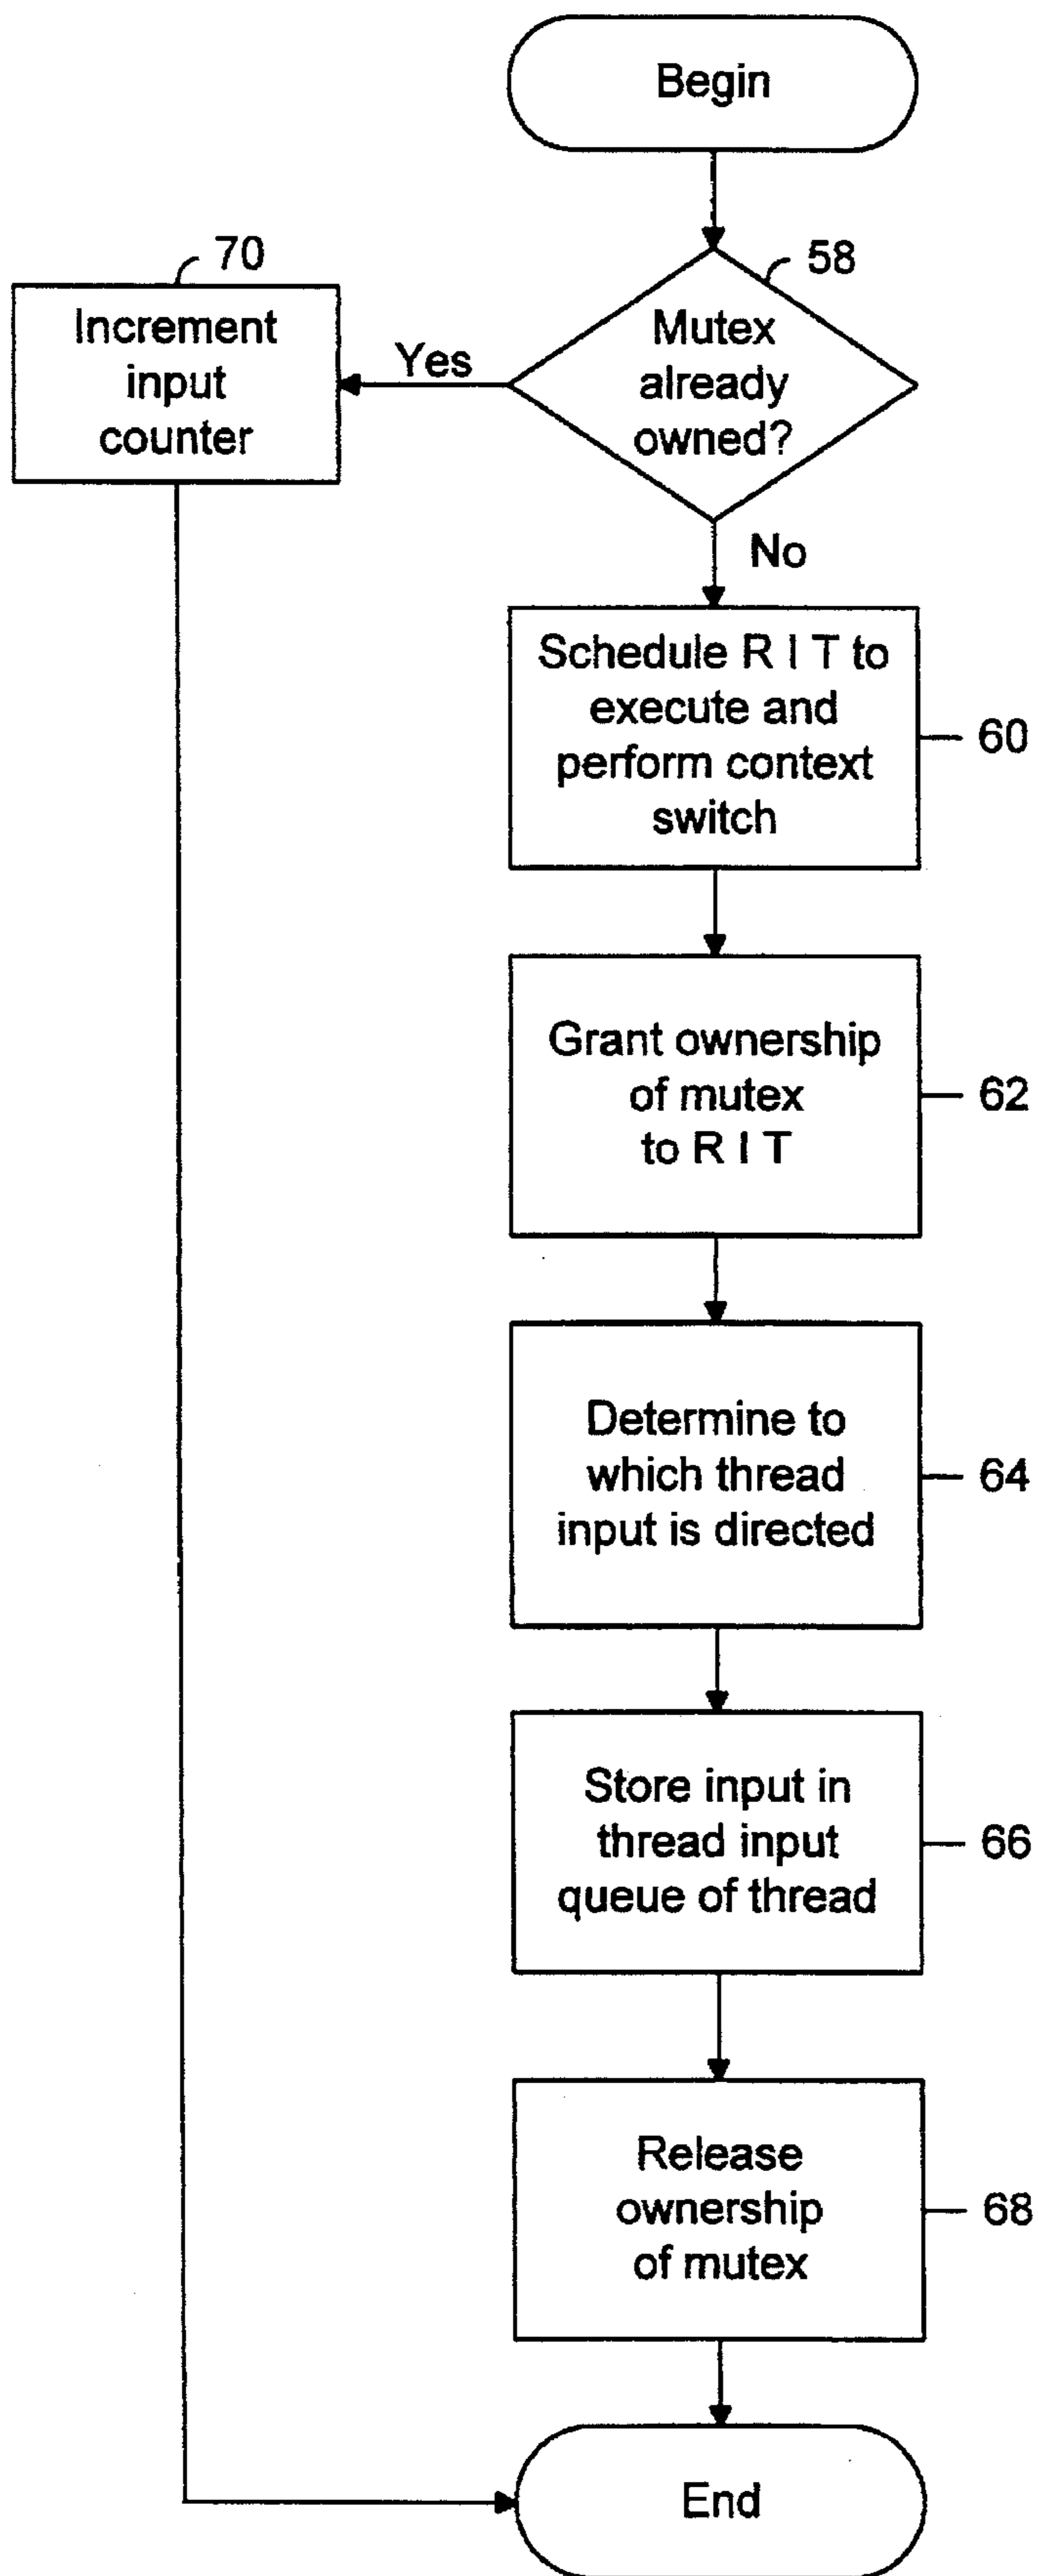 Begin
58
Mutex
already
owned?
Yes
70
Increment
input
counter
No
Schedule R I T to
execute and
perform context
switch
60
Grant ownership
of mutex
to R I T
62
Determine to
which thread
input is directed
64
Store input in
thread input
queue of thread
66
Release
ownership
of mutex
68
End